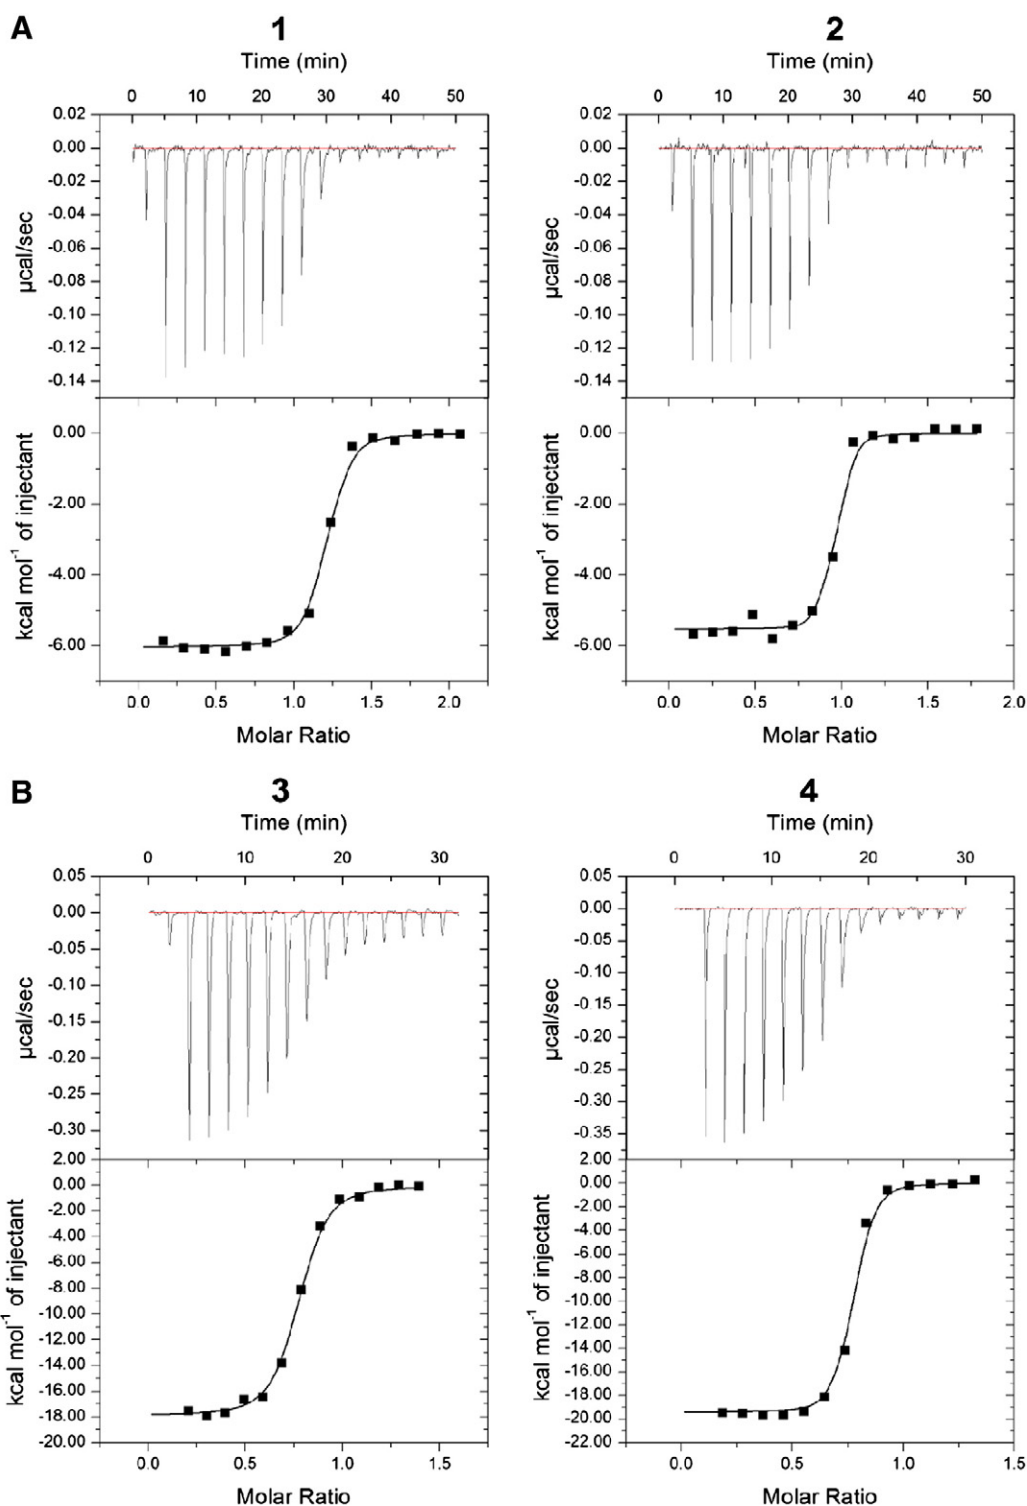 A
1
2
Time (min)
Time (min)
0 10 20 30 40 50
0 10 20 30 40 50
0.02
0.00
-0.02
-0.04
-0.06
-0.08
-0.10
-0.12
-0.14
µcal/sec
0.02
0.00
-0.02
-0.04
-0.06
-0.08
-0.10
-0.12
-0.14
µcal/sec
0.00
-2.00
-4.00
-6.00
kcal mol⁻¹ of injectant
0.00
-2.00
-4.00
-6.00
kcal mol⁻¹ of injectant
0.0 0.5 1.0 1.5 2.0
Molar Ratio
0.0 0.5 1.0 1.5 2.0
Molar Ratio
B
3
4
Time (min)
Time (min)
0 10 20 30
0 10 20 30
0.05
0.00
-0.05
-0.10
-0.15
-0.20
-0.25
-0.30
µcal/sec
0.05
0.00
-0.05
-0.10
-0.15
-0.20
-0.25
-0.30
-0.35
µcal/sec
2.00
0.00
-2.00
-4.00
-6.00
-8.00
-10.00
-12.00
-14.00
-16.00
-18.00
-20.00
kcal mol⁻¹ of injectant
2.00
0.00
-2.00
-4.00
-6.00
-8.00
-10.00
-12.00
-14.00
-16.00
-18.00
-20.00
-22.00
kcal mol⁻¹ of injectant
0.0 0.5 1.0 1.5
Molar Ratio
0.0 0.5 1.0 1.5
Molar Ratio